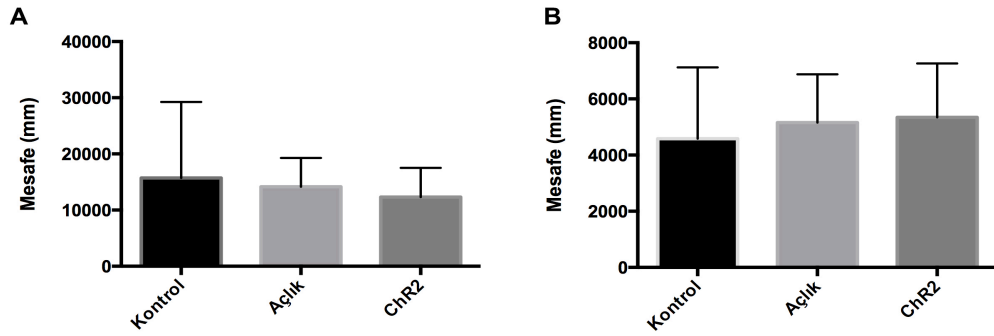 A
Mesafe (mm)
40000
30000
20000
10000
0
Kontrol
Açlık
ChR2
B
Mesafe (mm)
8000
6000
4000
2000
0
Kontrol
Açlık
ChR2